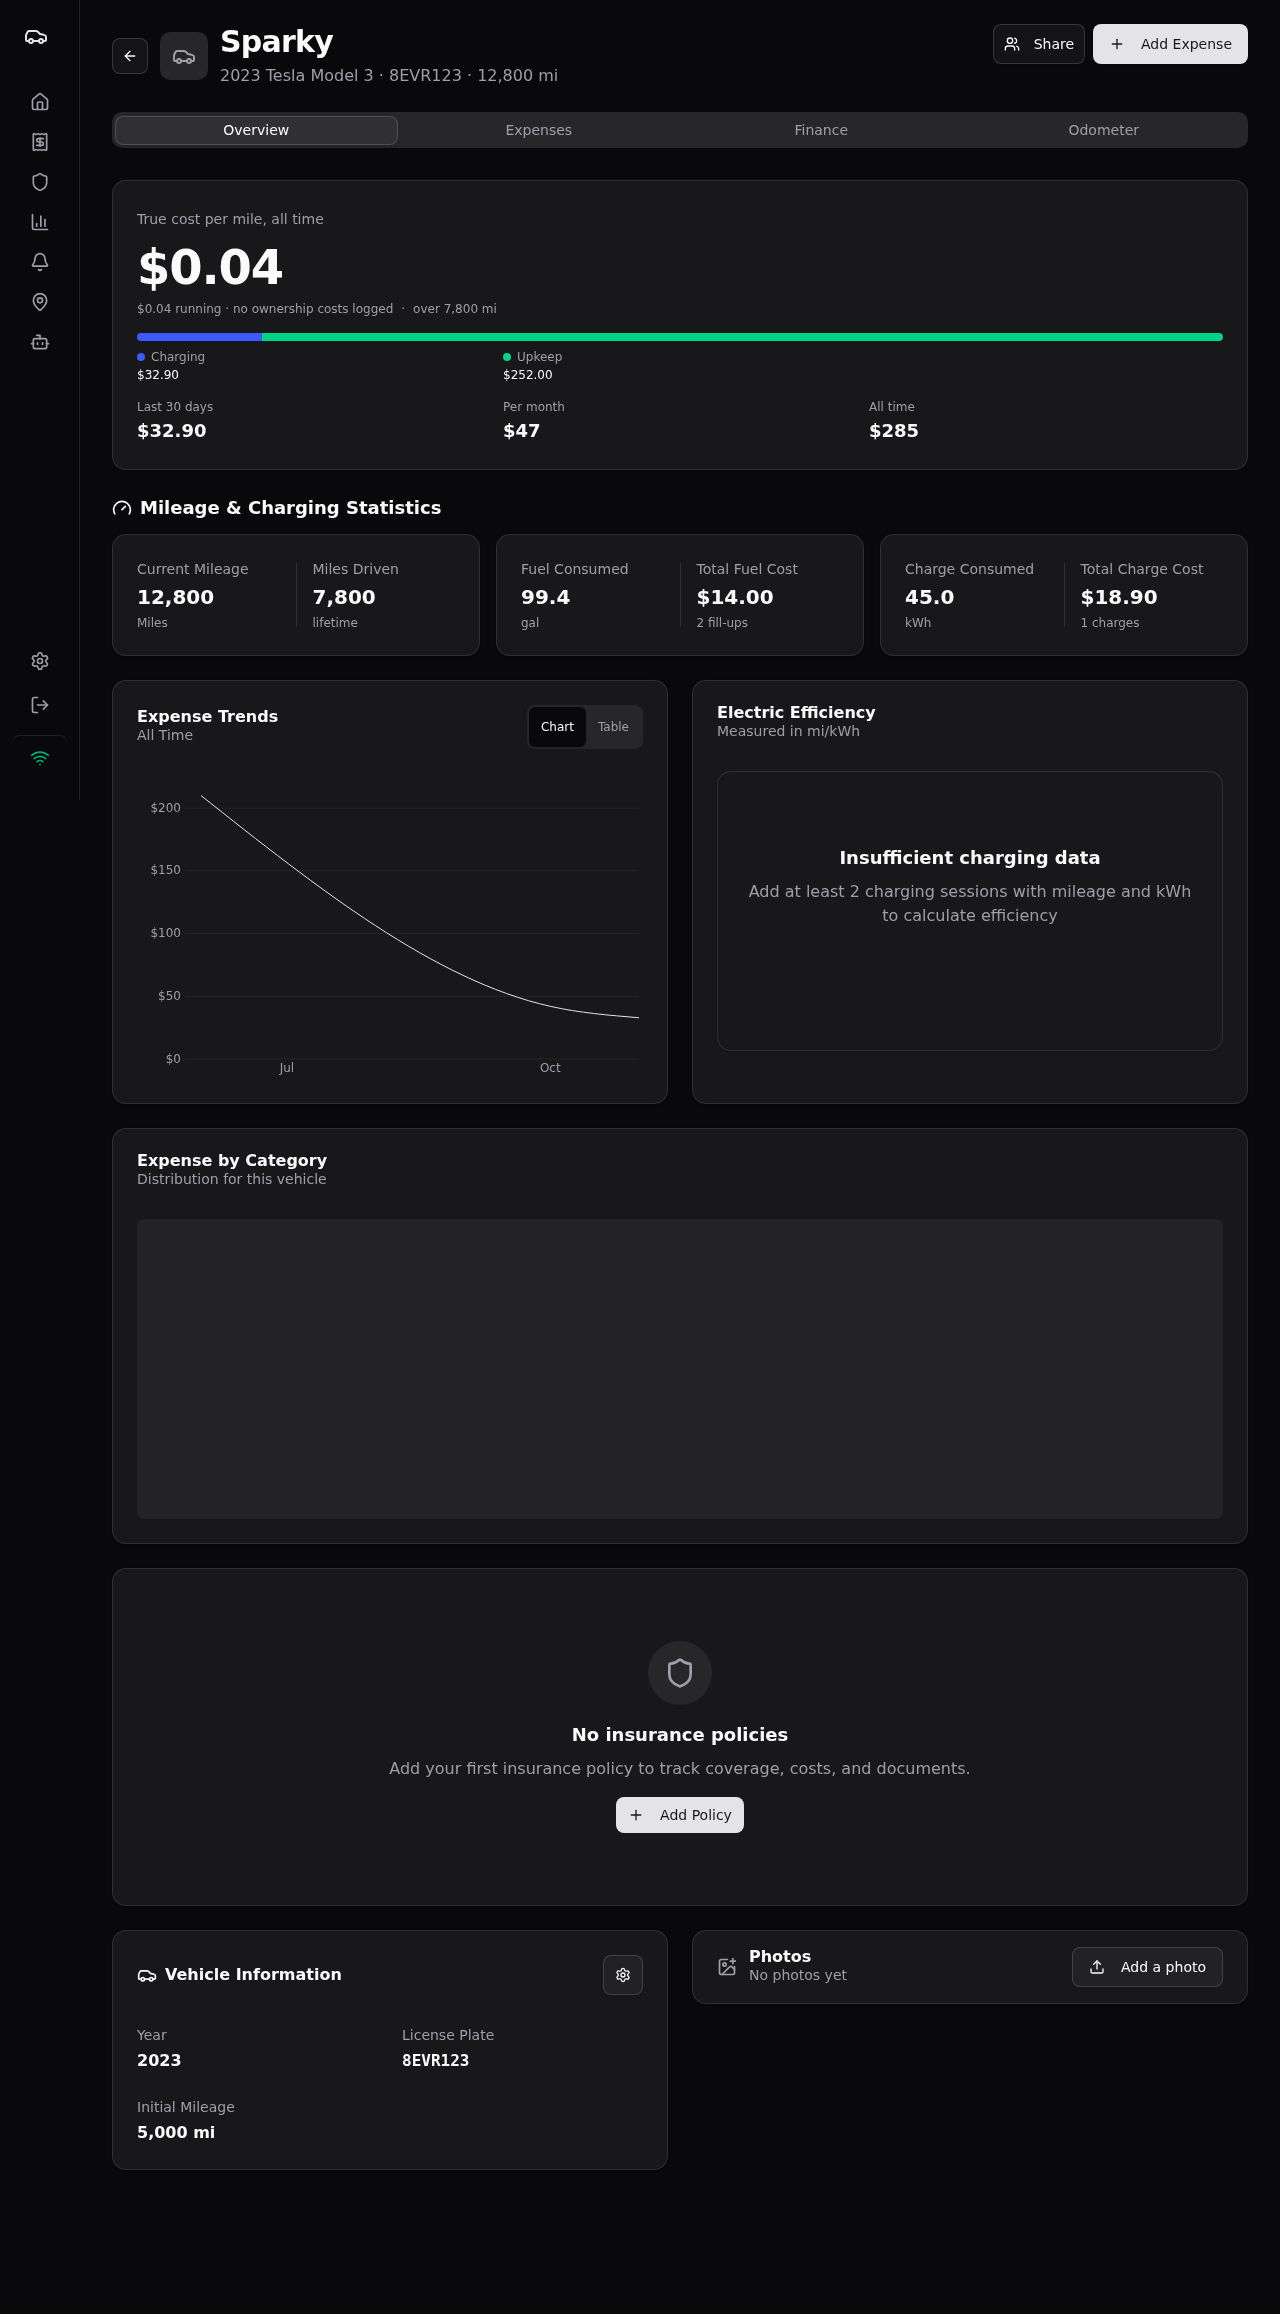 Sparky
2023 Tesla Model 3 · 8EVR123 · 12,800 mi
Share
Add Expense
Overview
Expenses
Finance
Odometer
True cost per mile, all time
$0.04
$0.04 running · no ownership costs logged · over 7,800 mi
Charging
$32.90
Upkeep
$252.00
Last 30 days
$32.90
Per month
$47
All time
$285
Mileage & Charging Statistics
Current Mileage
12,800
Miles
Miles Driven
7,800
lifetime
Fuel Consumed
99.4
gal
Total Fuel Cost
$14.00
2 fill-ups
Charge Consumed
45.0
kWh
Total Charge Cost
$18.90
1 charges
Expense Trends
All Time
Chart
Table
$200
$150
$100
$50
$0
Jul
Oct
Electric Efficiency
Measured in mi/kWh
Insufficient charging data
Add at least 2 charging sessions with mileage and kWh
to calculate efficiency
Expense by Category
Distribution for this vehicle
No insurance policies
Add your first insurance policy to track coverage, costs, and documents.
Add Policy
Vehicle Information
Year
2023
License Plate
8EVR123
Initial Mileage
5,000 mi
Photos
No photos yet
Add a photo